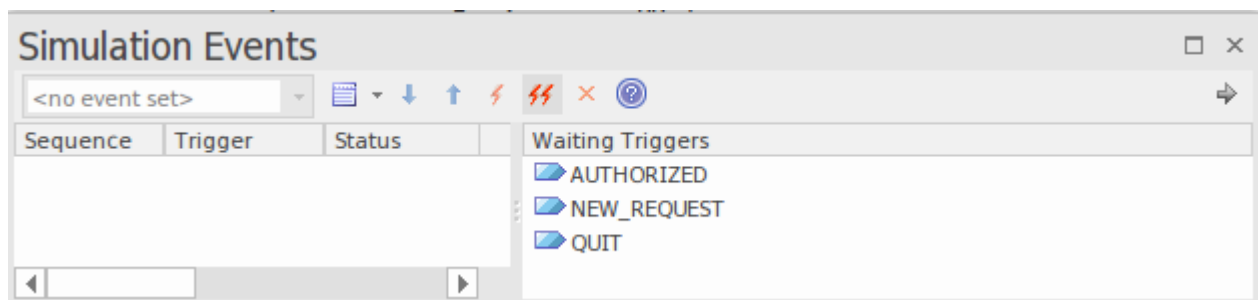 Simulation Events
<no event set>
Sequence Trigger Status
Waiting Triggers
AUTHORIZED
NEW_REQUEST
QUIT